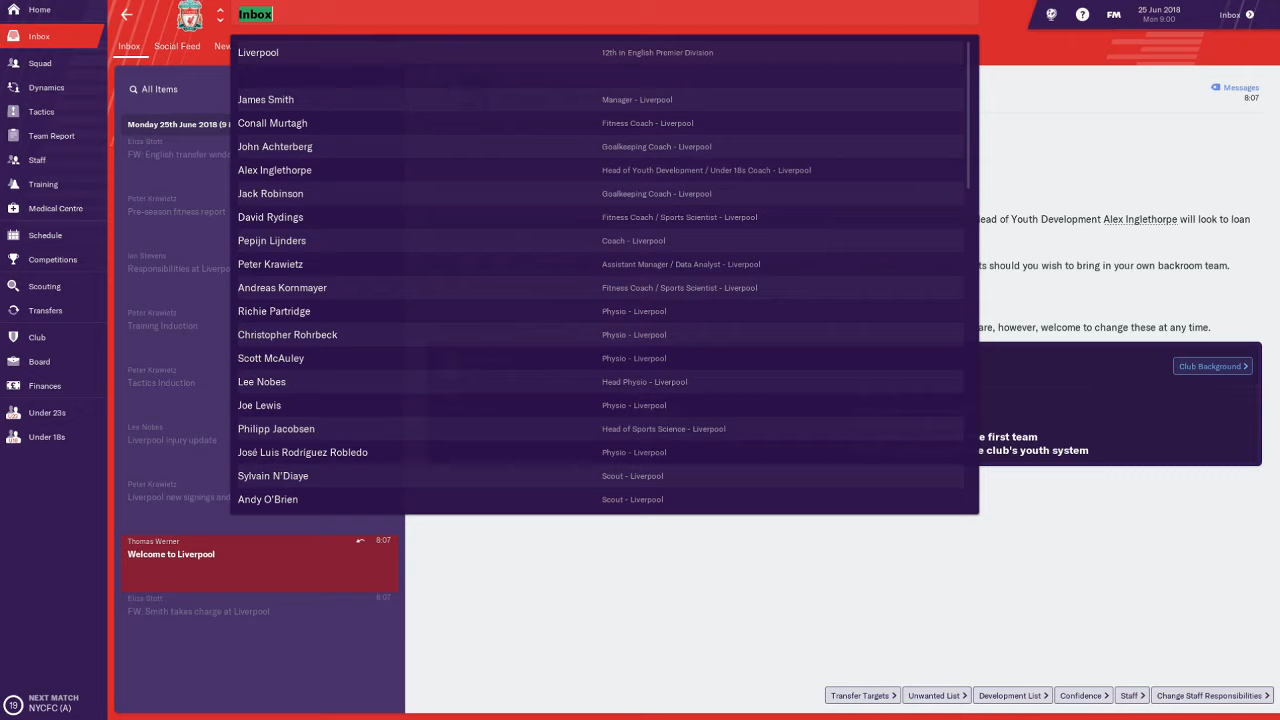 Home
Inbox
Squad
Dynamics
Tactics
Team Report
Staff
Training
Medical Centre
Schedule
Competitions
Scouting
Transfers
Club
Board
Finances
Under 23s
Under 18s
19
NEXT MATCH
NYCFC (A)
Inbox
FM
25 Jun 2018
Mon 9:00
Inbox
Inbox
Social Feed
New
All Items
Monday 25th June 2018 (9
Eliza Stott
FW: English transfer wind
Peter Krawietz
Pre-season fitness report
Ian Stevens
Responsibilities at Liverpo
Peter Krawietz
Training Induction
Peter Krawietz
Tactics Induction
Lee Nobes
Liverpool injury update
Peter Krawietz
Liverpool new signings and
Thomas Werner 8:07
Welcome to Liverpool
Eliza Stott 8:07
FW: Smith takes charge at Liverpool
Liverpool 12th in English Premier Division
James Smith Manager - Liverpool
Conall Murtagh Fitness Coach - Liverpool
John Achterberg Goalkeeping Coach - Liverpool
Alex Inglethorpe Head of Youth Development / Under 18s Coach - Liverpool
Jack Robinson Goalkeeping Coach - Liverpool
David Rydings Fitness Coach / Sports Scientist - Liverpool
Pepijn Lijnders Coach - Liverpool
Peter Krawietz Assistant Manager / Data Analyst - Liverpool
Andreas Kornmayer Fitness Coach / Sports Scientist - Liverpool
Richie Partridge Physio - Liverpool
Christopher Rohrbeck Physio - Liverpool
Scott McAuley Physio - Liverpool
Lee Nobes Head Physio - Liverpool
Joe Lewis Physio - Liverpool
Philipp Jacobsen Head of Sports Science - Liverpool
José Luis Rodríguez Robledo Physio - Liverpool
Sylvain N'Diaye Scout - Liverpool
Andy O'Brien Scout - Liverpool
Messages
8:07
ead of Youth Development Alex Inglethorpe will look to loan
ts should you wish to bring in your own backroom team.
are, however, welcome to change these at any time.
Club Background
e first team
e club's youth system
Transfer Targets
Unwanted List
Development List
Confidence
Staff
Change Staff Responsibilities